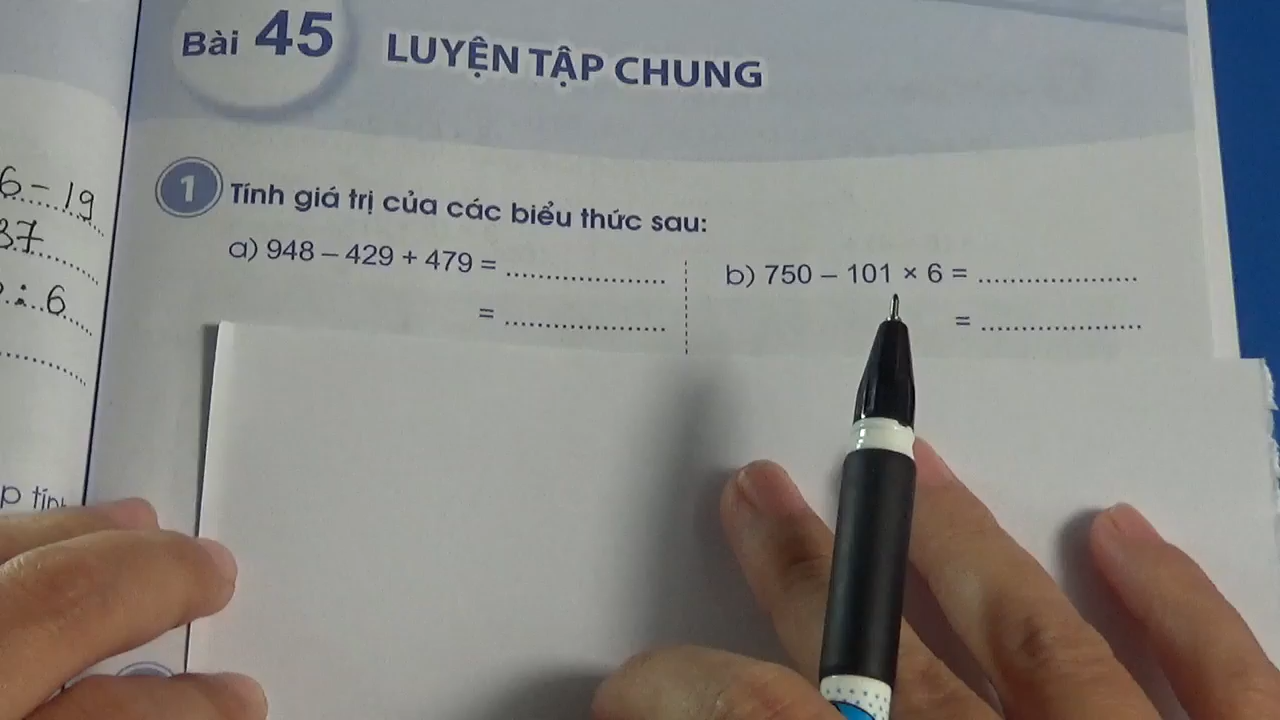 Bài 45
LUYỆN TẬP CHUNG
1 Tính giá trị của các biểu thức sau:
a) 948 – 429 + 479 = ....................
= ....................
b) 750 – 101 × 6 = ....................
= ....................
6 – 19
37
: 6